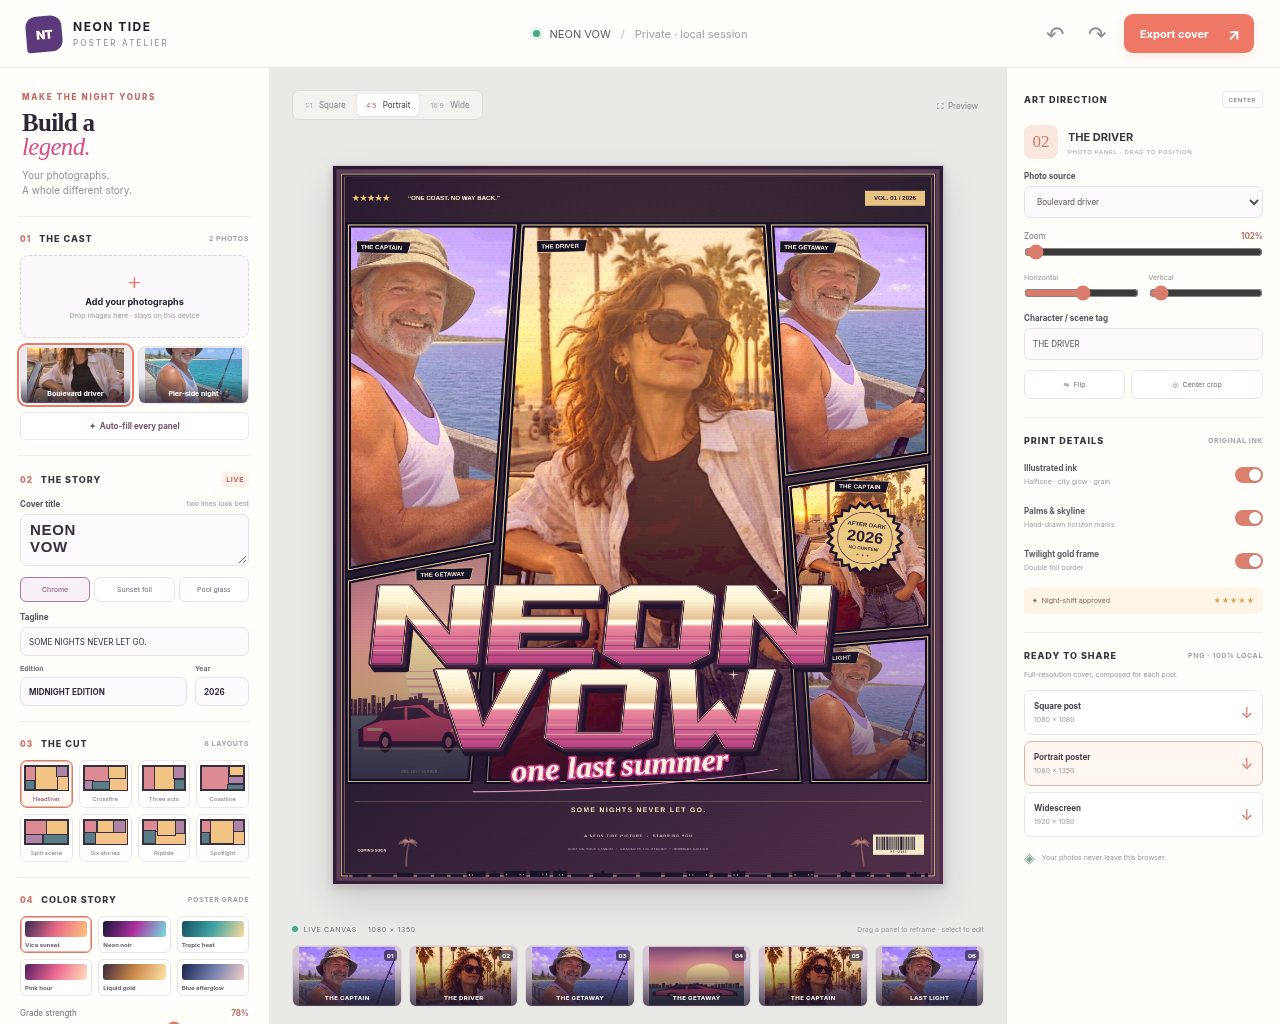 NT
NEON TIDE
POSTER ATELIER
NEON VOW / Private · local session
Export cover
MAKE THE NIGHT YOURS
Build a
legend.
Your photographs.
A whole different story.
01 THE CAST
2 PHOTOS
Add your photographs
Drop images here · stays on this device
Boulevard driver
Pier-side night
Auto-fill every panel
02 THE STORY
LIVE
Cover title
two lines look best
NEON
VOW
Chrome
Sunset foil
Pool glass
Tagline
SOME NIGHTS NEVER LET GO.
Edition
Year
MIDNIGHT EDITION
2026
03 THE CUT
8 LAYOUTS
Headliner
Crossfire
Three acts
Coastline
Split scene
Six stories
Riptide
Spotlight
04 COLOR STORY
POSTER GRADE
Vice sunset
Neon noir
Tropic heat
Pink hour
Liquid gold
Blue afterglow
Grade strength
78%
1:1 Square
4:5 Portrait
16:9 Wide
Preview
★★★★★
"ONE COAST. NO WAY BACK."
VOL. 01 / 2026
THE CAPTAIN
THE DRIVER
THE GETAWAY
THE CAPTAIN
AFTER DARK
2026
NO CURFEW
THE GETAWAY
LIGHT
NEON
VOW
one last summer
SOME NIGHTS NEVER LET GO.
A NEON TIDE PICTURE • STARRING YOU
COMING SOON
LIVE CANVAS 1080 × 1350
Drag a panel to reframe · select to edit
01
THE CAPTAIN
02
THE DRIVER
03
THE GETAWAY
04
THE GETAWAY
05
THE CAPTAIN
06
LAST LIGHT
ART DIRECTION
CENTER
02
THE DRIVER
PHOTO PANEL · DRAG TO POSITION
Photo source
Boulevard driver
Zoom
102%
Horizontal
Vertical
Character / scene tag
THE DRIVER
Flip
Center crop
PRINT DETAILS
ORIGINAL INK
Illustrated ink
Halftone · city glow · grain
Palms & skyline
Hand-drawn horizon marks
Twilight gold frame
Double foil border
Night-shift approved
★★★★★
READY TO SHARE
PNG · 100% LOCAL
Full-resolution cover, composed for each post.
Square post
1080 × 1080
Portrait poster
1080 × 1350
Widescreen
1920 × 1080
Your photos never leave this browser.